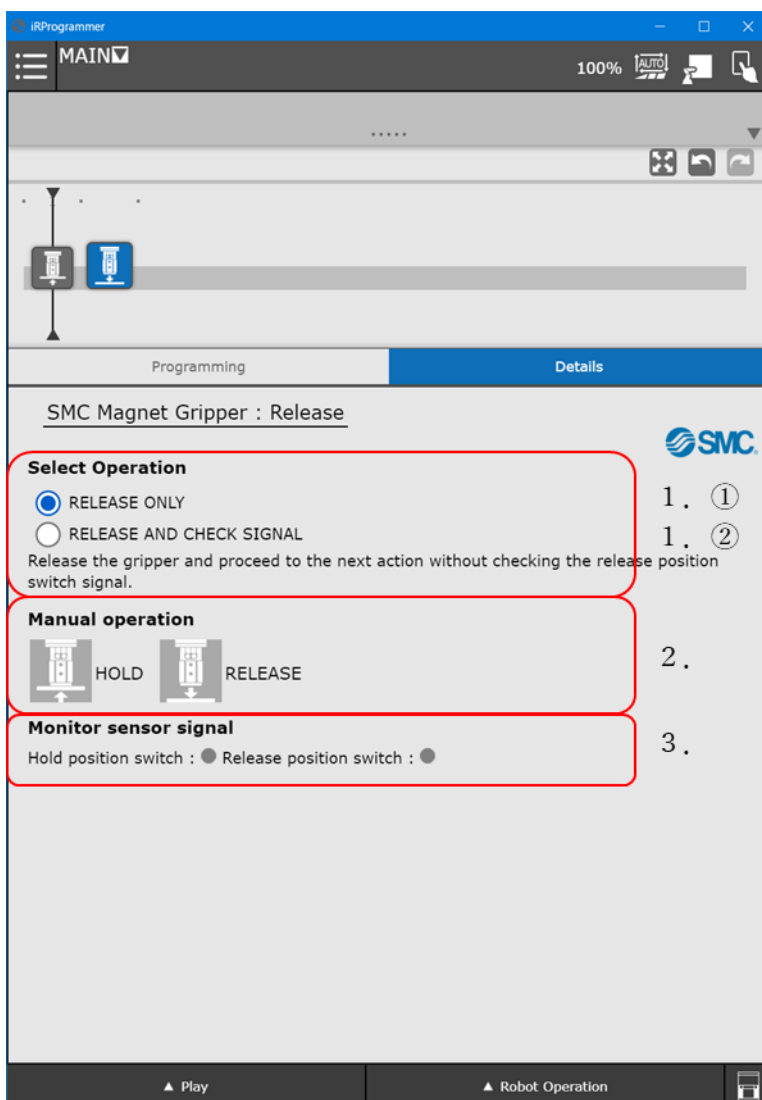 iRProgrammer
MAIN
100% AUTO
Programming
Details
SMC Magnet Gripper : Release
SMC.
Select Operation
RELEASE ONLY
1. ①
RELEASE AND CHECK SIGNAL
1. ②
Release the gripper and proceed to the next action without checking the release position
switch signal.
Manual operation
HOLD RELEASE
2.
Monitor sensor signal
Hold position switch : Release position switch :
3.
▲ Play
▲ Robot Operation